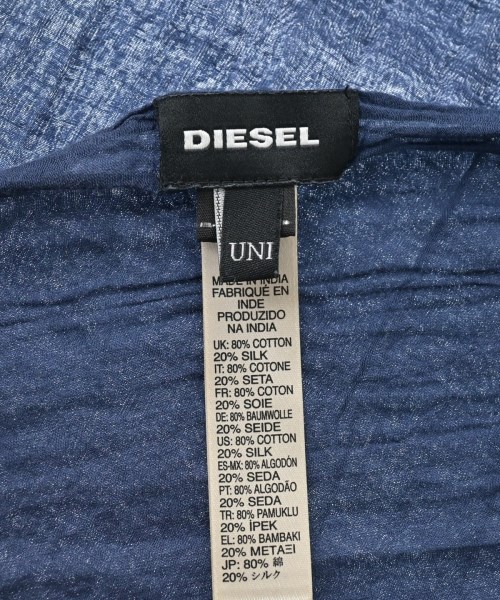 DIESEL
UNI
MADE IN INDIA
FABRIQUÉ EN
INDE
PRODUZIDO
NA INDIA
UK: 80% COTTON
20% SILK
IT: 80% COTONE
20% SETA
FR: 80% COTON
20% SOIE
DE: 80% BAUMWOLLE
20% SEIDE
US: 80% COTTON
20% SILK
ES-MX: 80% ALGODÓN
20% SEDA
PT: 80% ALGODÃO
20% SEDA
TR: 80% PAMUKLU
20% İPEK
EL: 80% BAMBAKI
20% ΜΕΤΑΞΙ
JP: 80% 綿
20% シルク